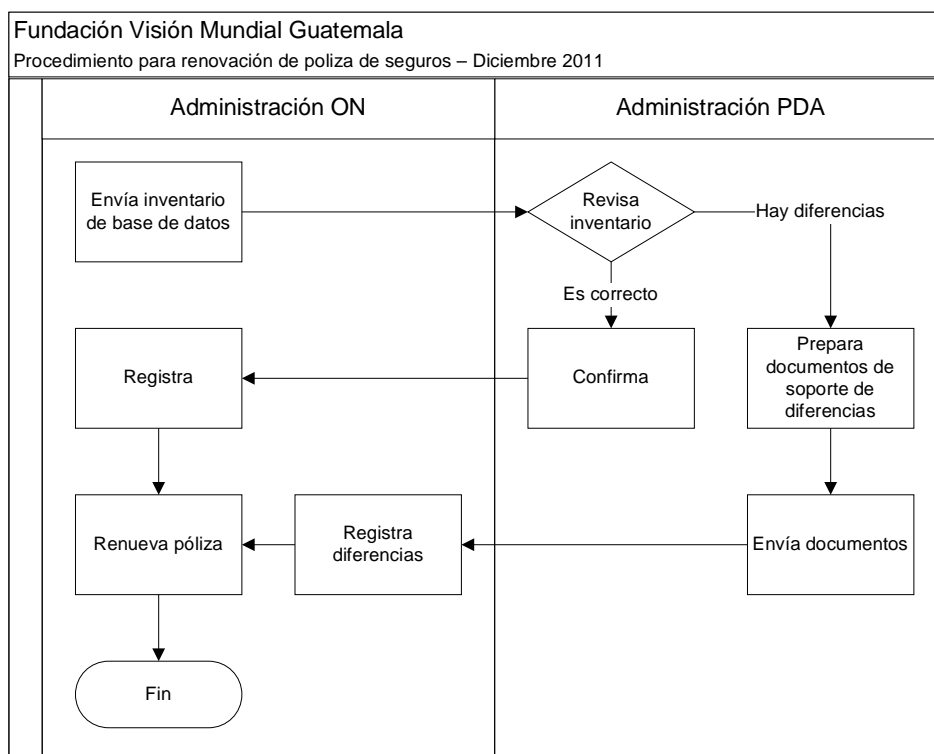 Fundación Visión Mundial Guatemala
Procedimiento para renovación de poliza de seguros – Diciembre 2011
Administración ON
Administración PDA
Envía inventario
de base de datos
Revisa
inventario
Hay diferencias
Es correcto
Registra
Confirma
Prepara
documentos de
soporte de
diferencias
Renueva póliza
Registra
diferencias
Envía documentos
Fin